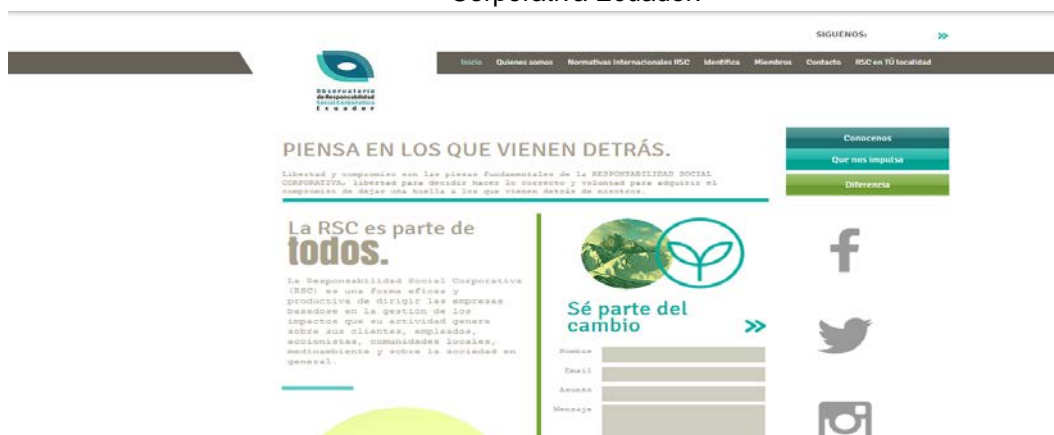 Corporativa Ecuador.
SIGUENOS:
Inicio Quienes somos Normativas Internacionales RSC Identifica Miembros Contacto RSC en TÚ localidad
Observatorio
de Responsabilidad
Social Corporativa
Ecuador
PIENSA EN LOS QUE VIENEN DETRÁS.
Libertad y compromiso son las piezas fundamentales de la RESPONSABILIDAD SOCIAL
CORPORATIVA, libertad para decidir hacer lo correcto y voluntad para adquirir el
compromiso de dejar una huella a los que vienen detrás de nosotros.
Conocenos
Que nos impulsa
Diferencia
La RSC es parte de
todos.
La Responsabilidad Social Corporativa
(RSC) es una forma eficaz y
productiva de dirigir las empresas
basadose en la gestión de los
impactos que su actividad genera
sobre sus clientes, empleados,
accionistas, comunidades locales,
medioambiente y sobre la sociedad en
general.
Sé parte del
cambio
Nombre
Email
Asunto
Mensaje